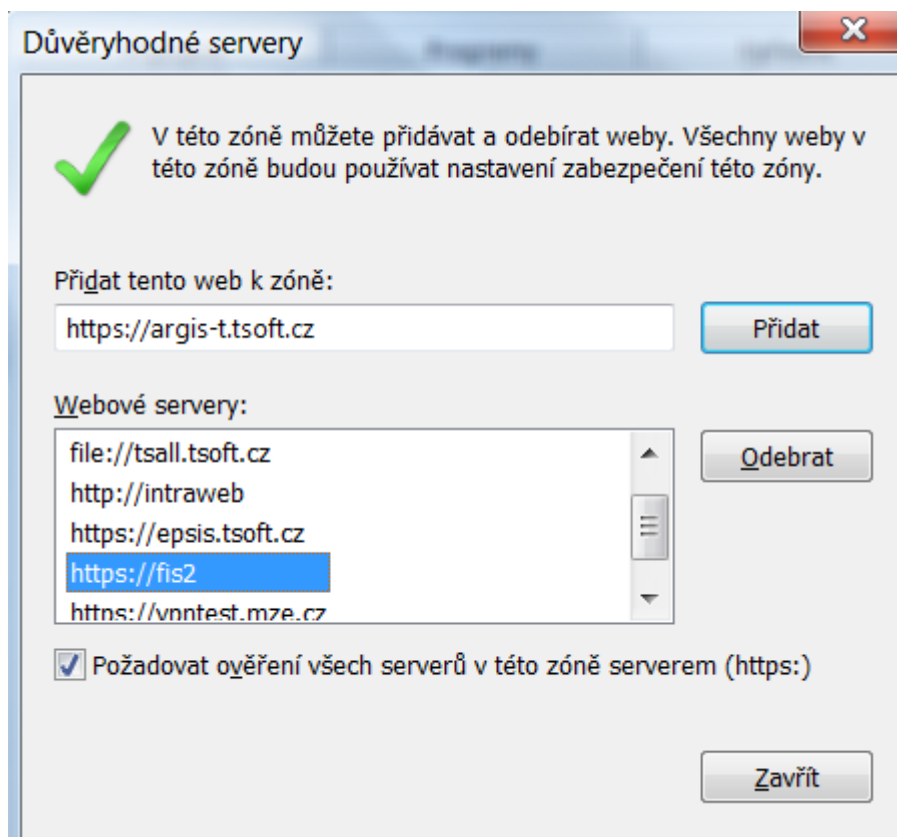 Důvěryhodné servery
V této zóně můžete přidávat a odebírat weby. Všechny weby v
této zóně budou používat nastavení zabezpečení této zóny.
Přidat tento web k zóně:
https://argis-t.tsoft.cz
Přidat
Webové servery:
file://tsall.tsoft.cz
http://intraweb
https://epsis.tsoft.cz
https://fis2
https://vpntest.mze.cz
Odebrat
Požadovat ověření všech serverů v této zóně serverem (https:)
Zavřít